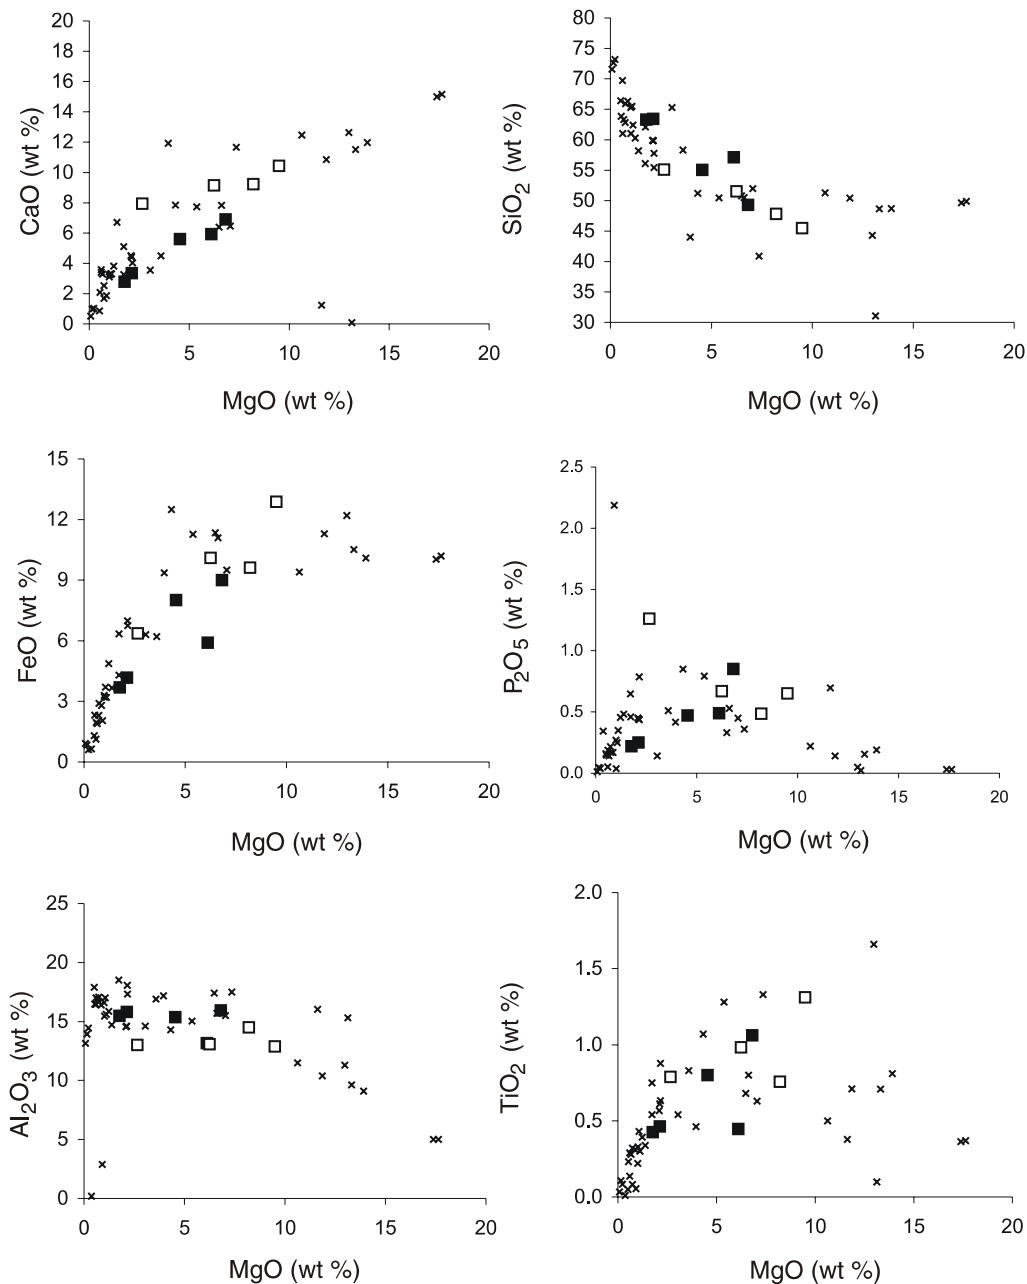 20
18
16
14
12
10
8
6
4
2
0
CaO (wt %)
0 5 10 15 20
MgO (wt %)
80
75
70
65
60
55
50
45
40
35
30
SiO₂ (wt %)
0 5 10 15 20
MgO (wt %)
15
12
9
6
3
0
FeO (wt %)
0 5 10 15 20
MgO (wt %)
2.5
2.0
1.5
1.0
0.5
0.0
P₂O₅ (wt %)
0 5 10 15 20
MgO (wt %)
25
20
15
10
5
0
Al₂O₃ (wt %)
0 5 10 15 20
MgO (wt %)
2.0
1.5
1.0
0.5
0.0
TiO₂ (wt %)
0 5 10 15 20
MgO (wt %)